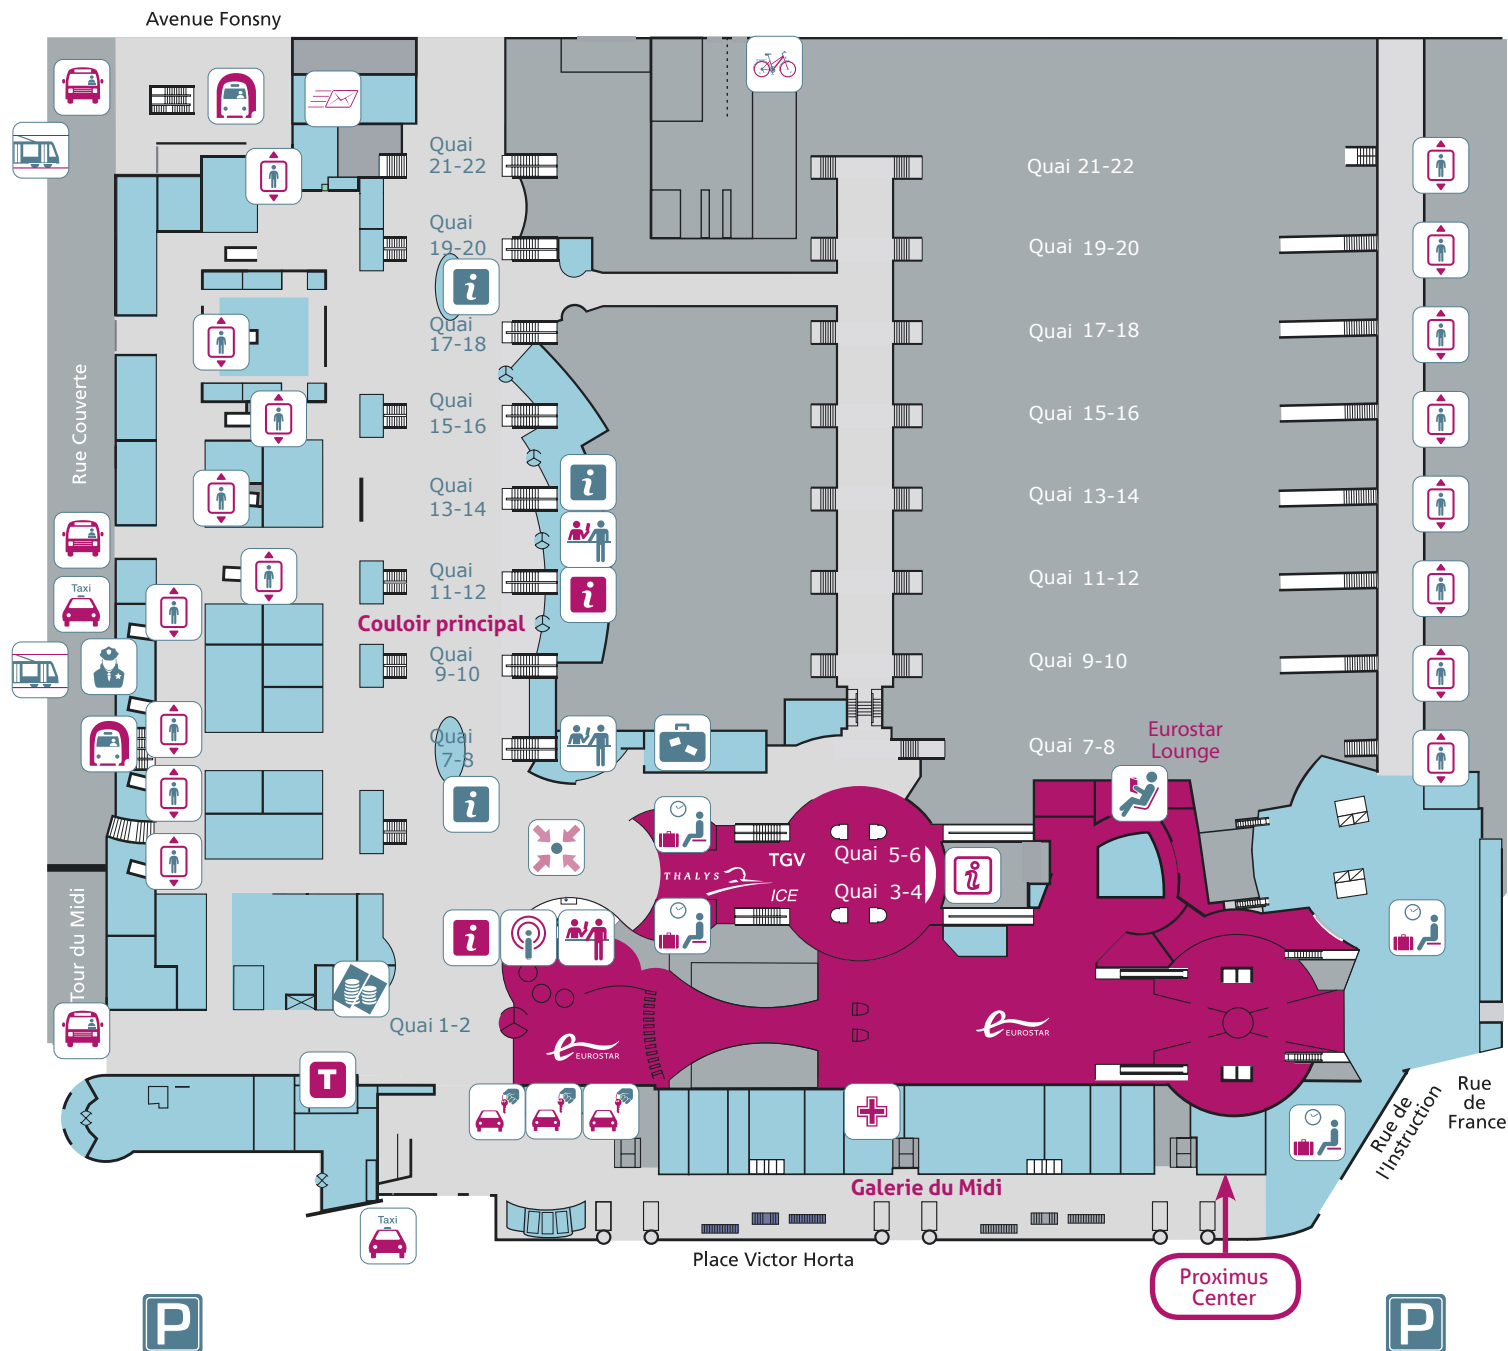 Avenue Fonsny
Quai
21-22
Quai 21-22
Quai
19-20
Quai 19-20
i
Quai
17-18
Quai 17-18
Rue Couverte
Quai
15-16
Quai 15-16
Quai
13-14
Quai 13-14
i
Quai
11-12
Quai 11-12
i
Taxi
Couloir principal
Quai
9-10
Quai 9-10
Quai
7-8
Quai 7-8
Eurostar
Lounge
i
TGV
Quai 5-6
THALYS
ICE
Quai 3-4
i
Tour du Midi
i
Quai 1-2
e
EUROSTAR
e
EUROSTAR
T
Rue
de
France
Rue de
l'Instruction
Galerie du Midi
Taxi
Place Victor Horta
Proximus
Center
P
P